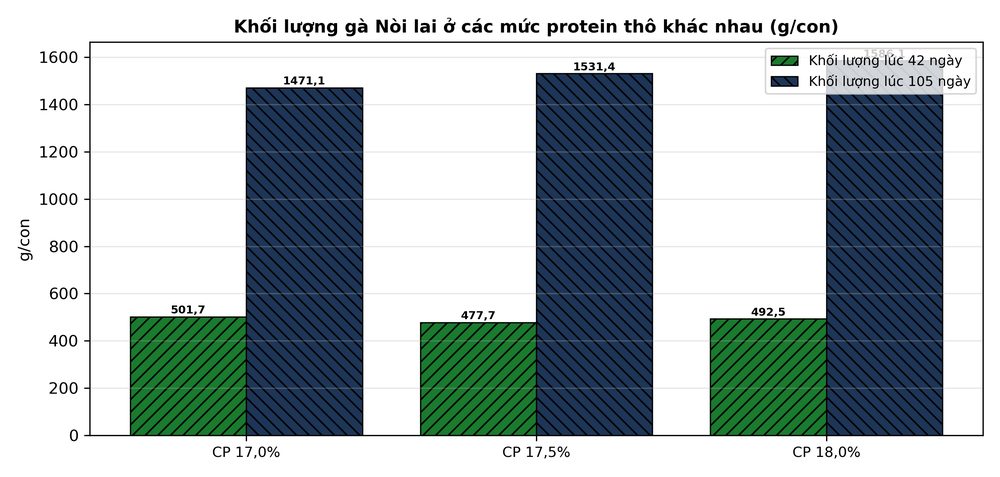 Khối lượng gà Nòi lai ở các mức protein thô khác nhau (g/con)
g/con
1600
1400
1200
1000
800
600
400
200
0
501,7
1471,1
477,7
1531,4
492,5
1586,1
Khối lượng lúc 42 ngày
Khối lượng lúc 105 ngày
CP 17,0%
CP 17,5%
CP 18,0%